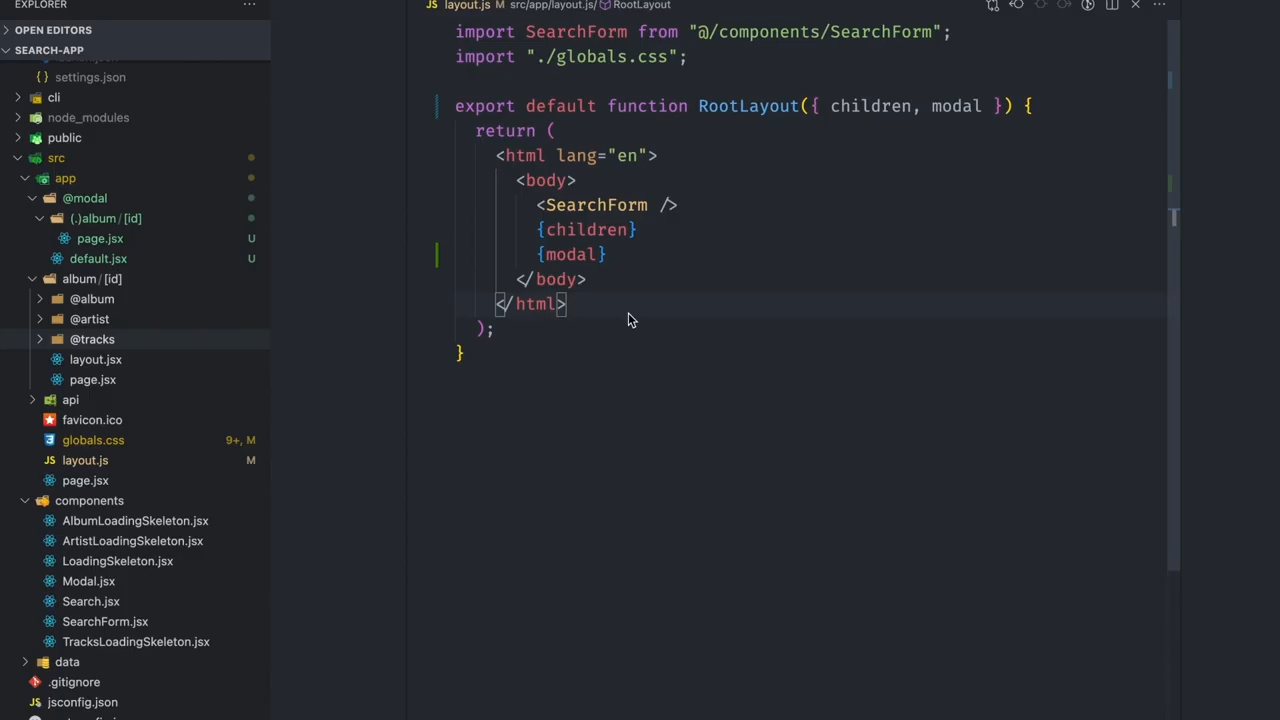 EXPLORER
OPEN EDITORS
SEARCH-APP
settings.json
cli
node_modules
public
src
app
@modal
(.)album/[id]
page.jsx U
default.jsx U
album/[id]
@album
@artist
@tracks
layout.jsx
page.jsx
api
favicon.ico
globals.css 9+, M
layout.js M
page.jsx
components
AlbumLoadingSkeleton.jsx
ArtistLoadingSkeleton.jsx
LoadingSkeleton.jsx
Modal.jsx
Search.jsx
SearchForm.jsx
TracksLoadingSkeleton.jsx
data
.gitignore
jsconfig.json
JS layout.js M src/app/layout.js/ RootLayout
import SearchForm from "@/components/SearchForm";
import "./globals.css";
export default function RootLayout({ children, modal }) {
return (
<html lang="en">
<body>
<SearchForm />
{children}
{modal}
</body>
</html>
);
}